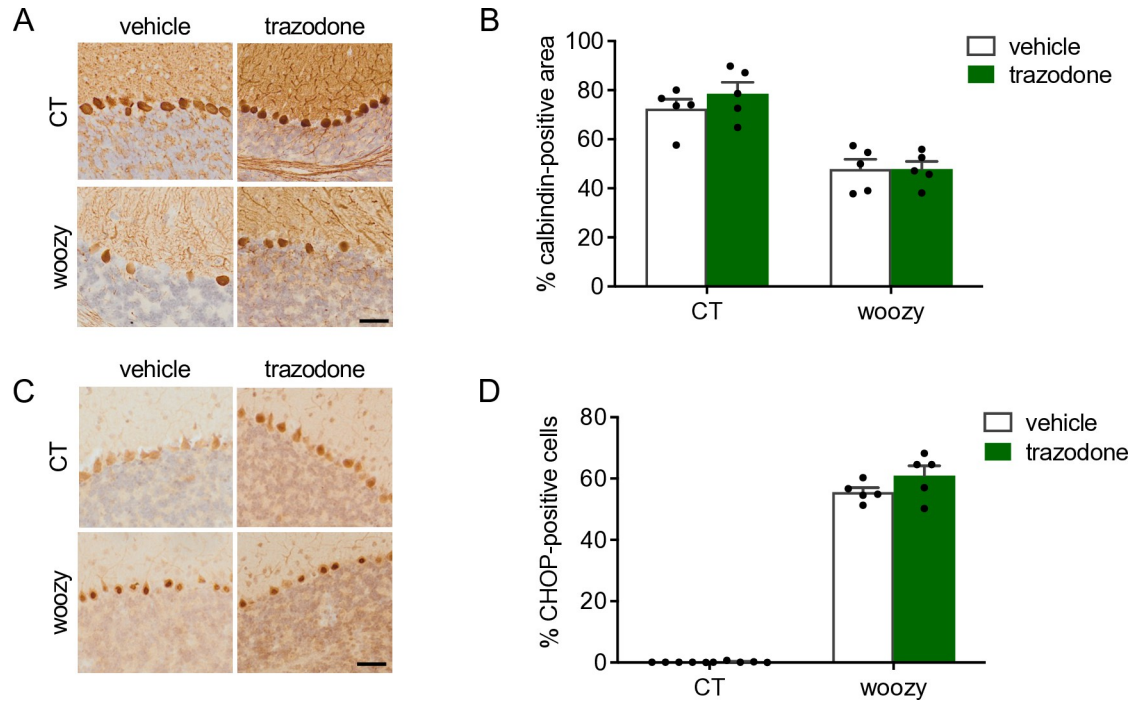 A
vehicle trazodone
CT
woozy
B
% calbindin-positive area
100
80
60
40
20
0
CT woozy
vehicle
trazodone
C
vehicle trazodone
CT
woozy
D
% CHOP-positive cells
80
60
40
20
0
CT woozy
vehicle
trazodone